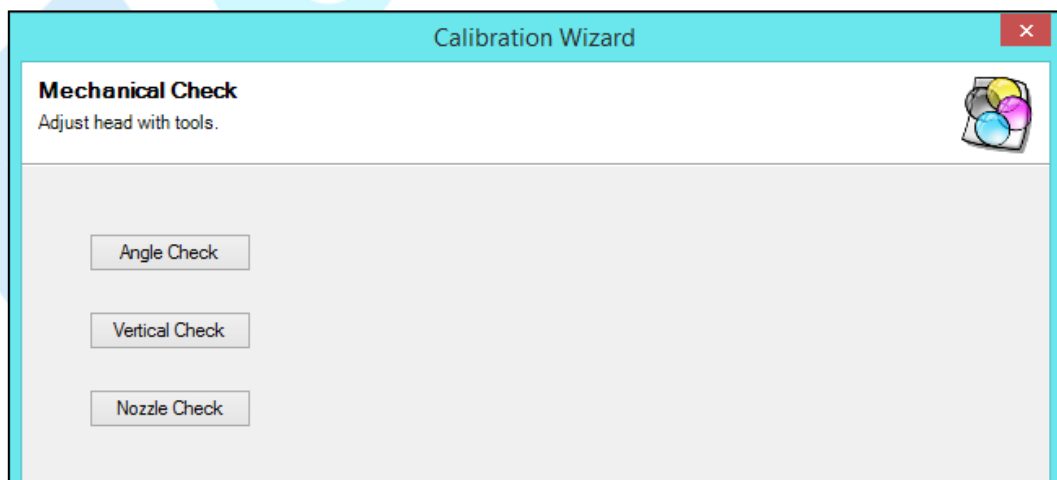 Calibration Wizard
Mechanical Check
Adjust head with tools.
Angle Check
Vertical Check
Nozzle Check